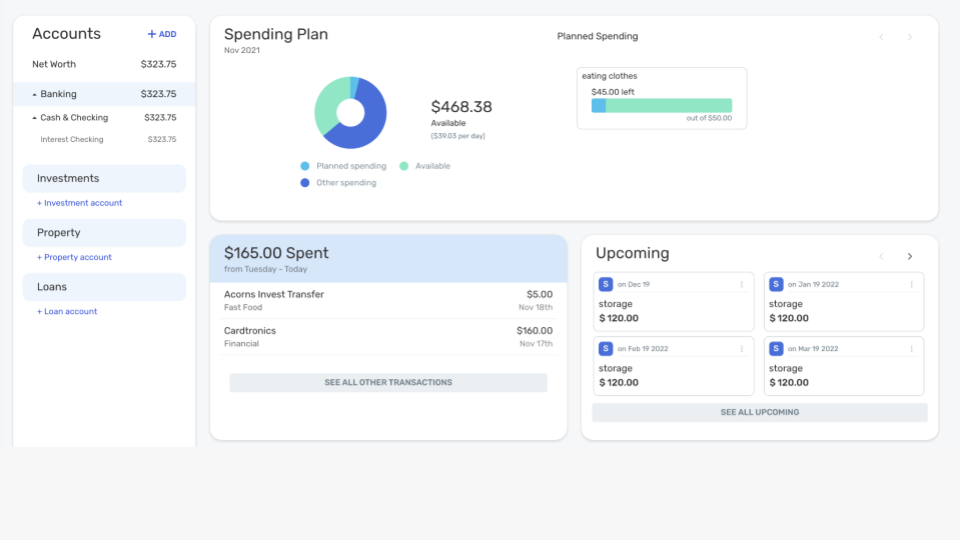 Accounts
+ ADD
Net Worth $323.75
Banking $323.75
Cash & Checking $323.75
Interest Checking $323.75
Investments
+ Investment account
Property
+ Property account
Loans
+ Loan account
Spending Plan
Nov 2021
$468.38
Available
($39.03 per day)
Planned spending
Available
Other spending
Planned Spending
eating clothes
$45.00 left
out of $50.00
$165.00 Spent
from Tuesday - Today
Acorns Invest Transfer $5.00
Fast Food Nov 18th
Cardtronics $160.00
Financial Nov 17th
SEE ALL OTHER TRANSACTIONS
Upcoming
S on Dec 19
storage
$ 120.00
S on Jan 19 2022
storage
$ 120.00
S on Feb 19 2022
storage
$ 120.00
S on Mar 19 2022
storage
$ 120.00
SEE ALL UPCOMING